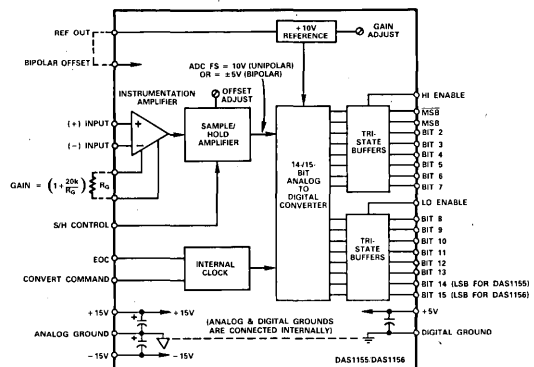 REF OUT
+10V
REFERENCE
GAIN
ADJUST
BIPOLAR OFFSET
ADC FS = 10V (UNIPOLAR)
OR = ±5V (BIPOLAR)
INSTRUMENTATION
AMPLIFIER
OFFSET
ADJUST
HI ENABLE
(+) INPUT
+
(−) INPUT
−
SAMPLE/
HOLD
AMPLIFIER
14/15-
BIT
ANALOG
TO
DIGITAL
CONVERTER
TRI-
STATE
BUFFERS
M̅S̅B̅
MSB
BIT 2
BIT 3
BIT 4
BIT 5
BIT 6
BIT 7
GAIN = (1 + 20k/RG)
RG
LO ENABLE
S/H CONTROL
TRI-
STATE
BUFFERS
BIT 8
BIT 9
BIT 10
BIT 11
BIT 12
BIT 13
BIT 14 (LSB FOR DAS1155)
BIT 15 (LSB FOR DAS1156)
EOC
CONVERT COMMAND
INTERNAL
CLOCK
+15V
+15V
+
+5V
ANALOG GROUND
(ANALOG & DIGITAL GROUNDS
ARE CONNECTED INTERNALLY)
DIGITAL GROUND
+
−15V
−15V
DAS1155/DAS1156